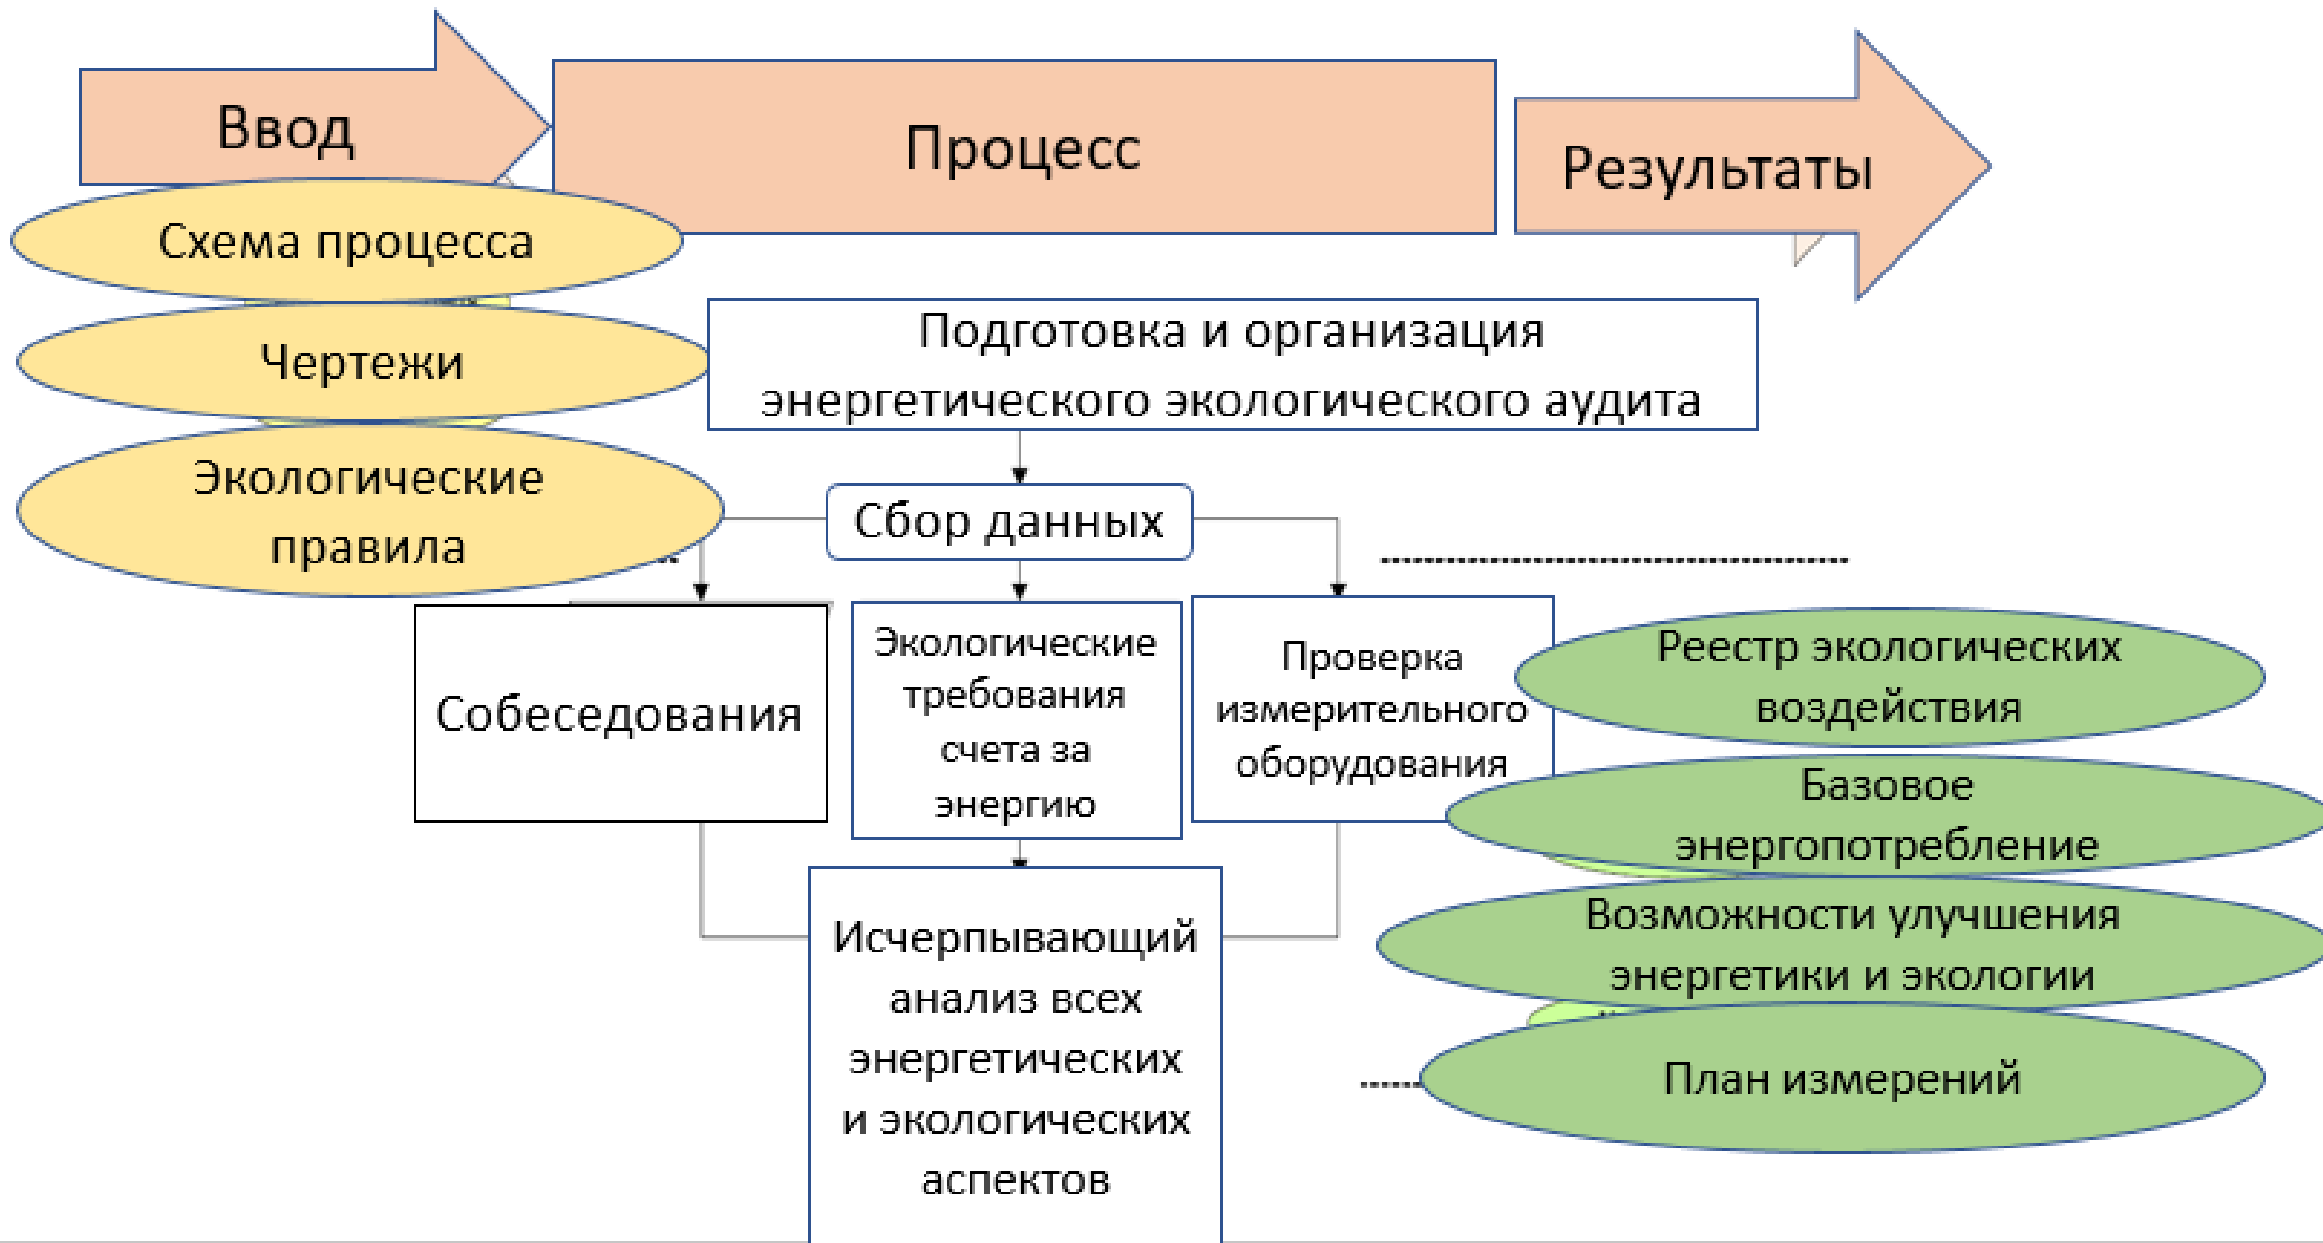 Ввод
Процесс
Результаты
Схема процесса
Чертежи
Экологические
правила
Подготовка и организация
энергетического экологического аудита
Сбор данных
Собеседования
Экологические
требования
счета за
энергию
Проверка
измерительного
оборудования
Исчерпывающий
анализ всех
энергетических
и экологических
аспектов
Реестр экологических
воздействия
Базовое
энергопотребление
Возможности улучшения
энергетики и экологии
План измерений